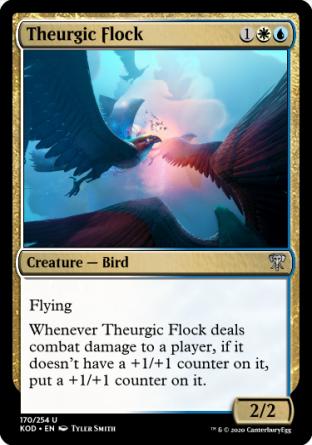 Theurgic Flock 1
Creature — Bird
Flying
Whenever Theurgic Flock deals
combat damage to a player, if it
doesn't have a +1/+1 counter on it,
put a +1/+1 counter on it.
2/2
170/254 U
KOD • EN Tyler Smith
™ & © 2020 CanterburyEgg